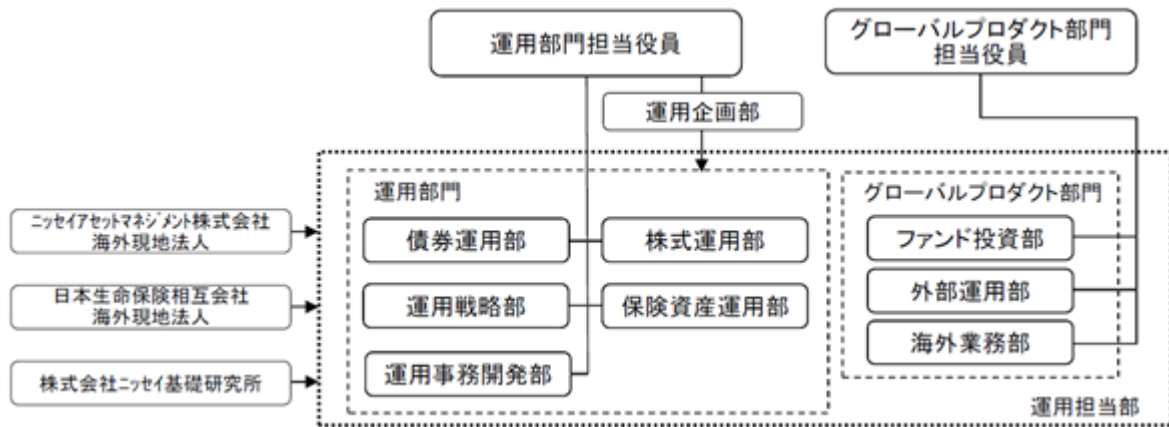 運用部門担当役員
グローバルプロダクト部門
担当役員
運用企画部
運用部門
グローバルプロダクト部門
ニッセイアセットマネジメント株式会社
海外現地法人
債券運用部
株式運用部
ファンド投資部
日本生命保険相互会社
海外現地法人
運用戦略部
保険資産運用部
外部運用部
海外業務部
株式会社ニッセイ基礎研究所
運用事務開発部
運用担当部